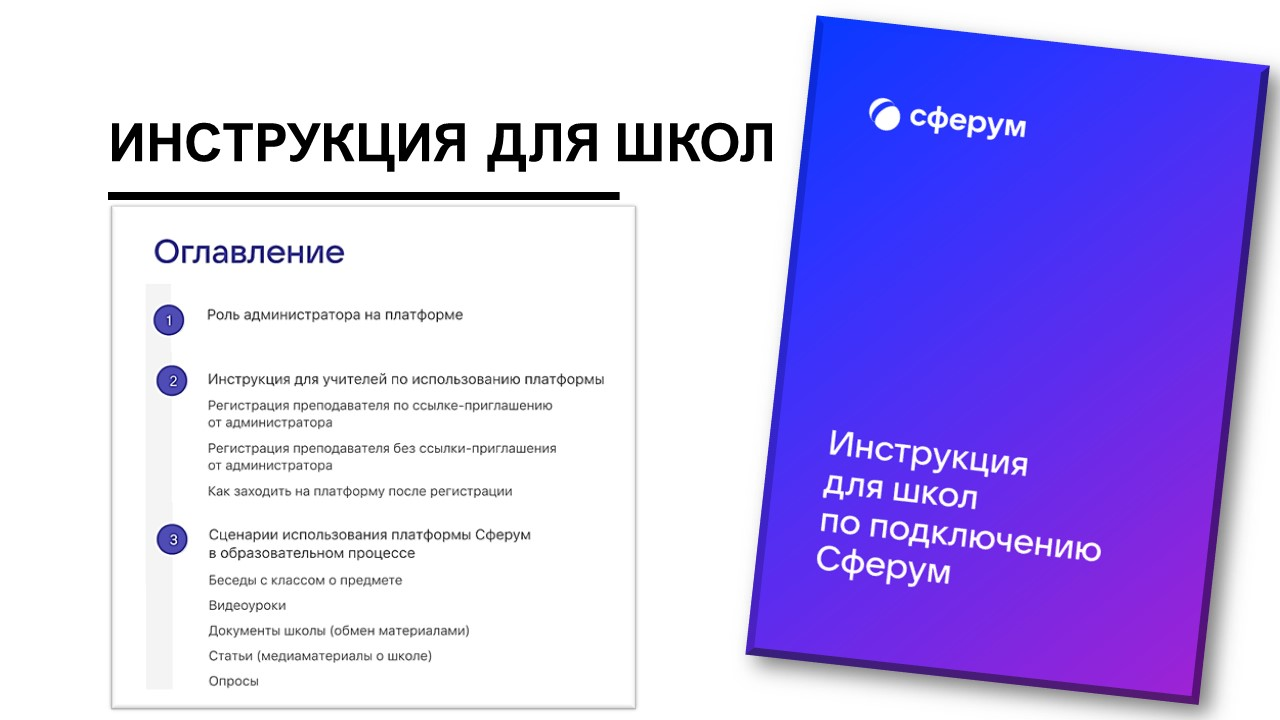 ИНСТРУКЦИЯ ДЛЯ ШКОЛ
Оглавление
1
Роль администратора на платформе
2
Инструкция для учителей по использованию платформы
Регистрация преподавателя по ссылке-приглашению
от администратора
Регистрация преподавателя без ссылки-приглашения
от администратора
Как заходить на платформу после регистрации
3
Сценарии использования платформы Сферум
в образовательном процессе
Беседы с классом о предмете
Видеоуроки
Документы школы (обмен материалами)
Статьи (медиаматериалы о школе)
Опросы
сферум
Инструкция
для школ
по подключению
Сферум